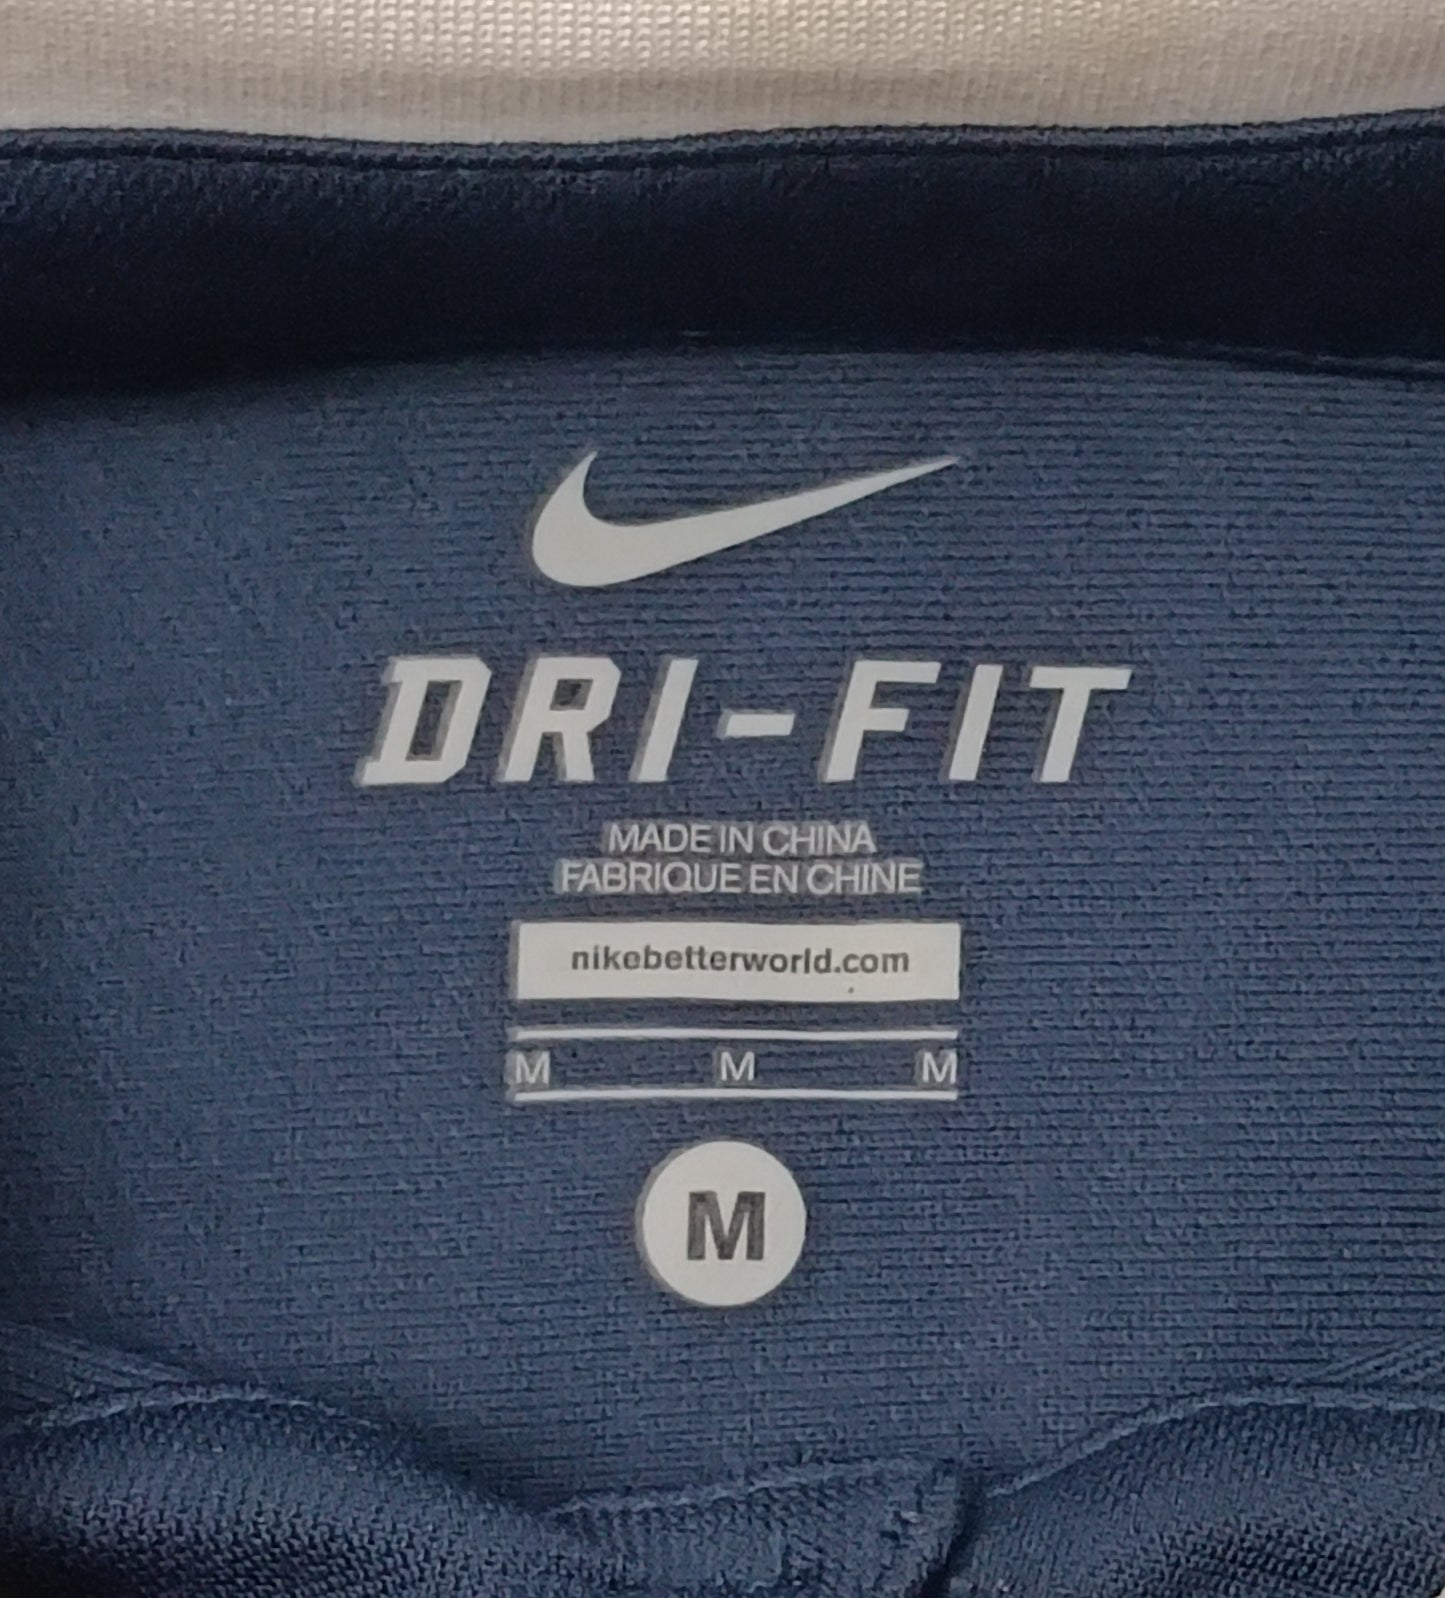 DRI-FIT
MADE IN CHINA
FABRIQUE EN CHINE
nikebetterworld.com
M M M
M